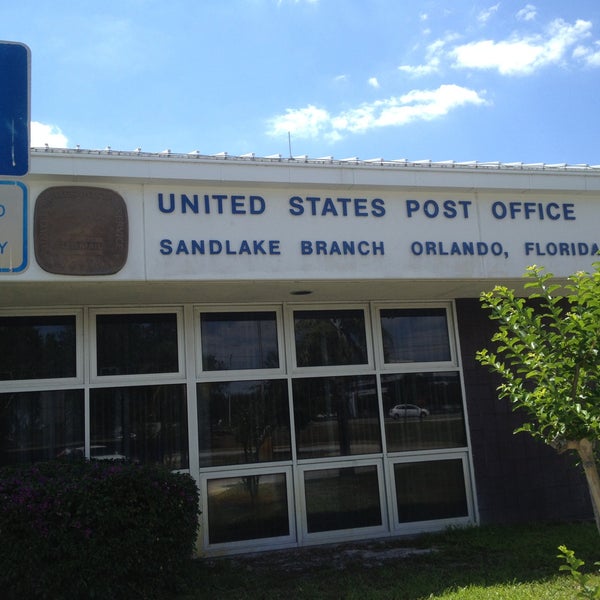 UNITED STATES POST OFFICE
SANDLAKE BRANCH ORLANDO, FLORIDA